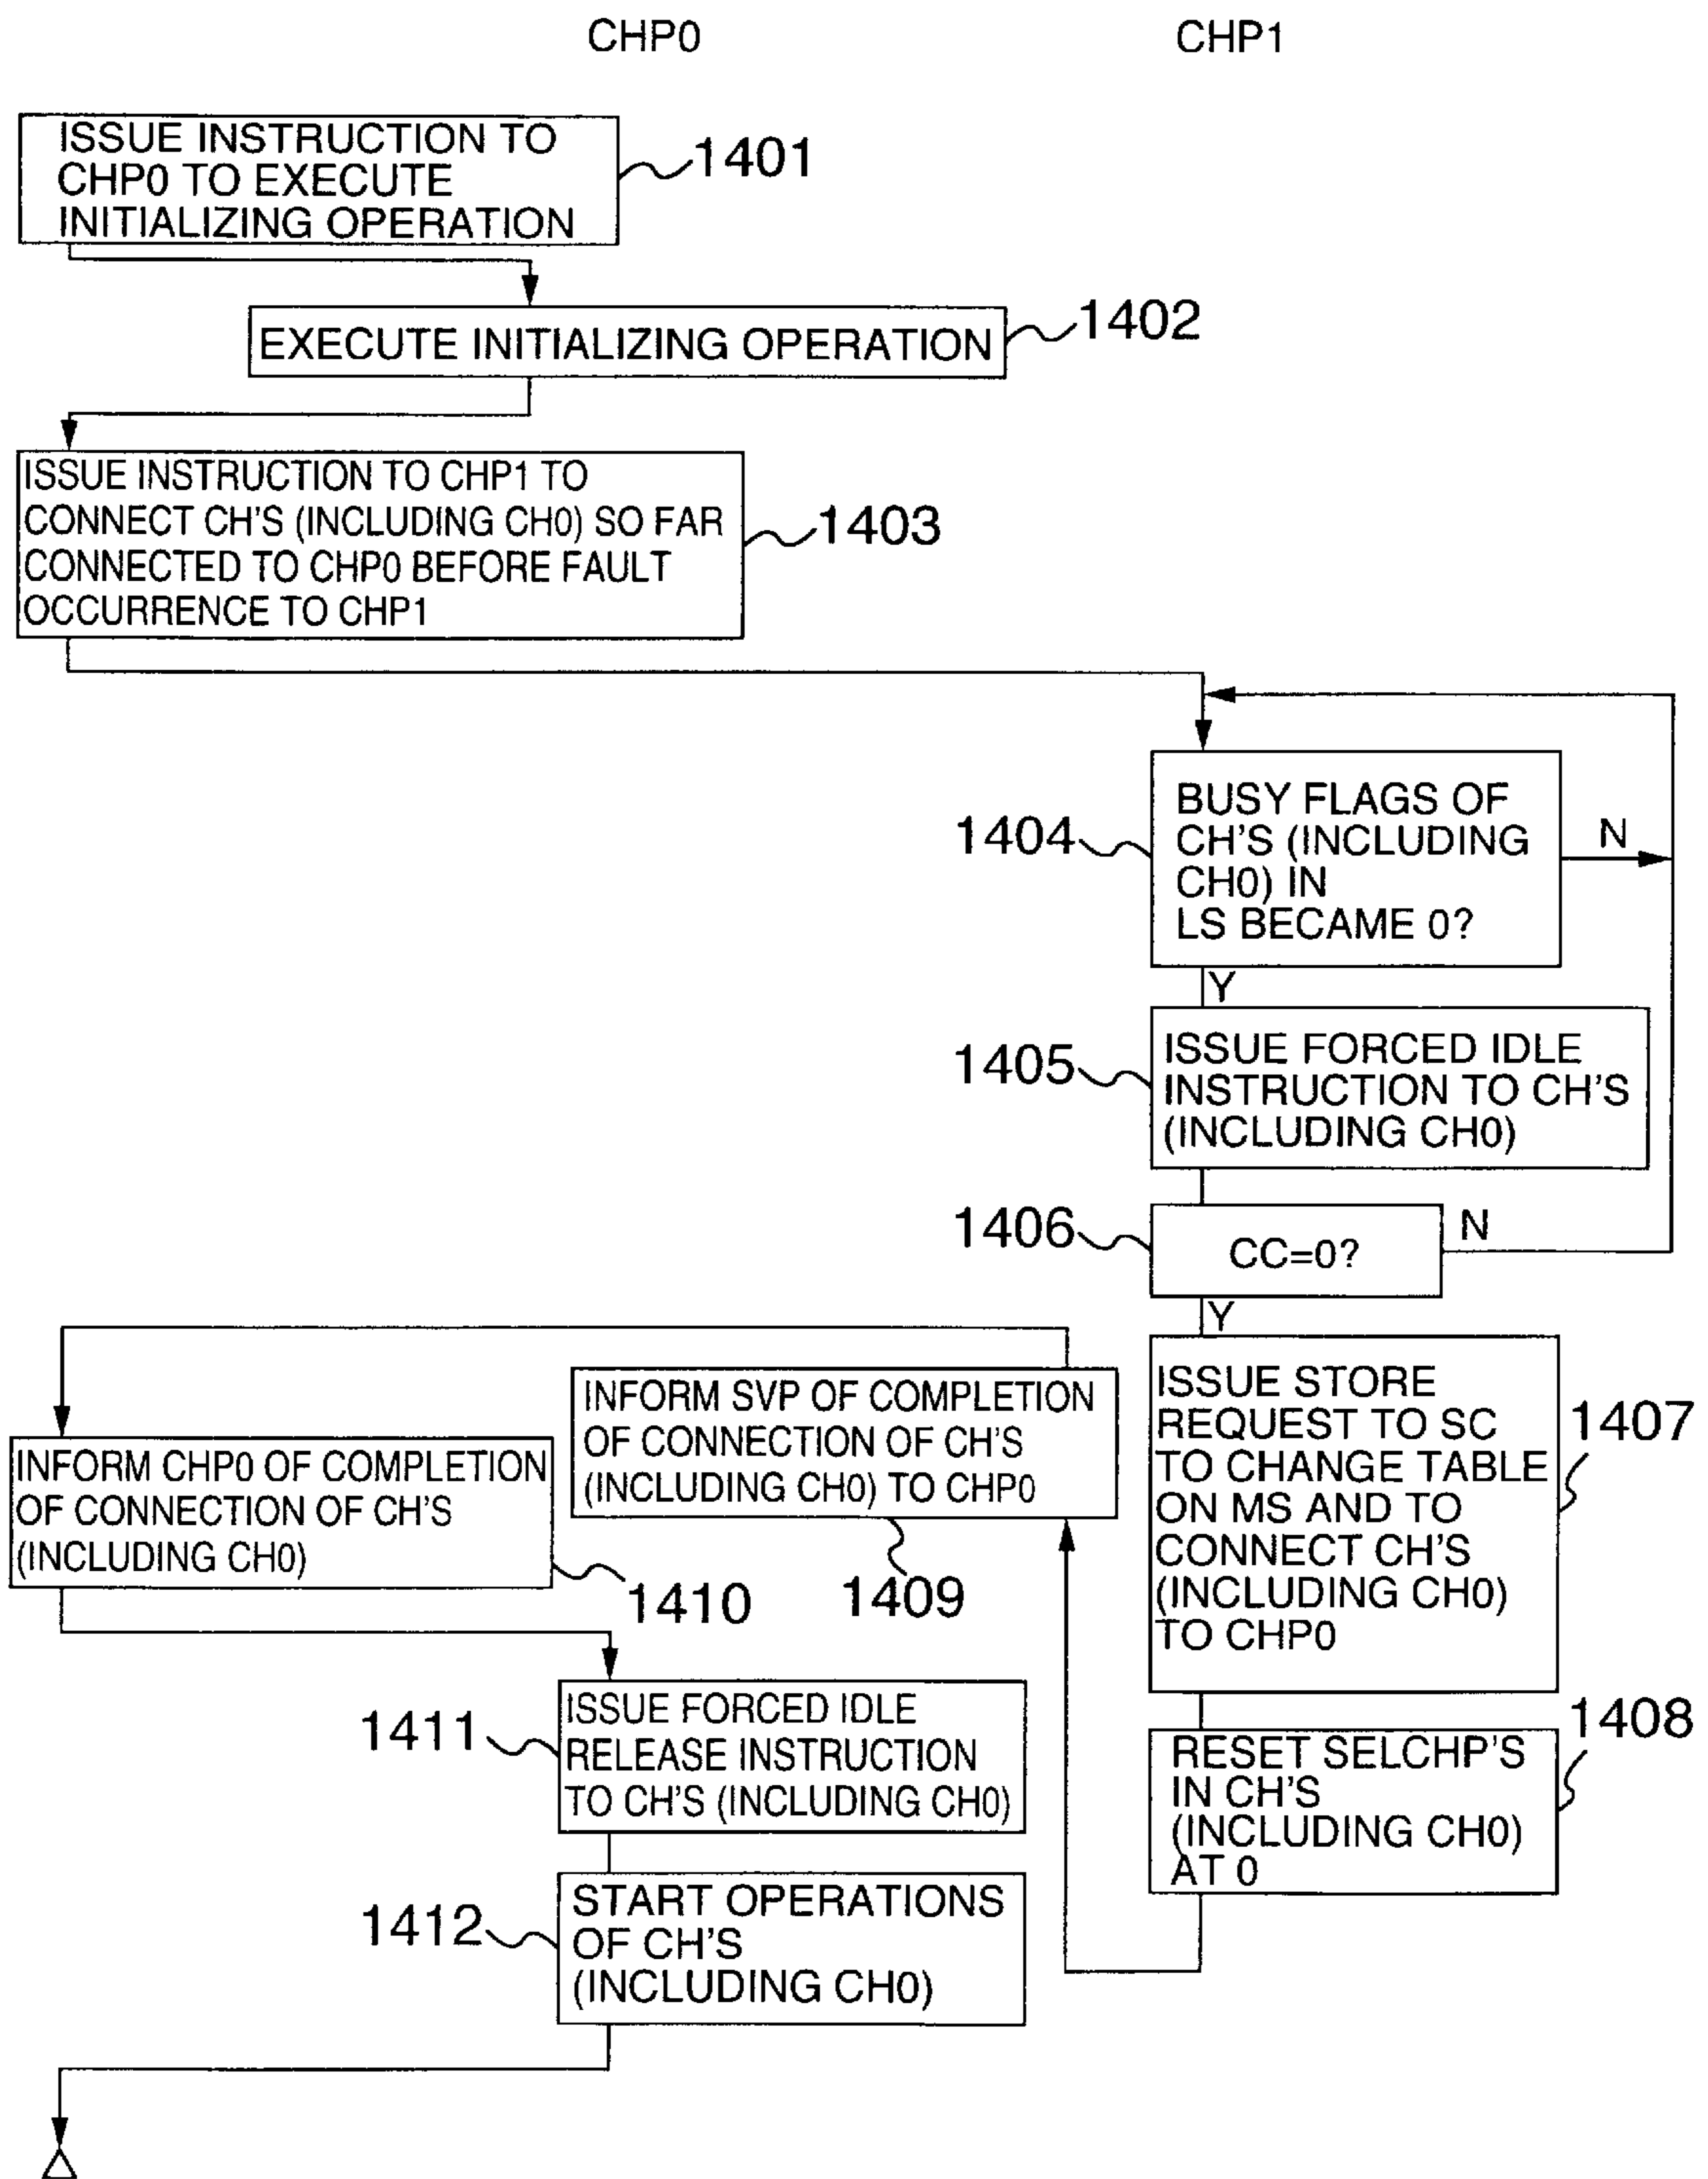 CHP0
CHP1
ISSUE INSTRUCTION TO
CHP0 TO EXECUTE
INITIALIZING OPERATION
1401
EXECUTE INITIALIZING OPERATION
1402
ISSUE INSTRUCTION TO CHP1 TO
CONNECT CH'S (INCLUDING CH0) SO FAR
CONNECTED TO CHP0 BEFORE FAULT
OCCURRENCE TO CHP1
1403
1404
BUSY FLAGS OF
CH'S (INCLUDING
CH0) IN
LS BECAME 0?
N
Y
1405
ISSUE FORCED IDLE
INSTRUCTION TO CH'S
(INCLUDING CH0)
1406
CC=0?
N
Y
ISSUE STORE
REQUEST TO SC
TO CHANGE TABLE
ON MS AND TO
CONNECT CH'S
(INCLUDING CH0)
TO CHP0
1407
RESET SELCHP'S
IN CH'S
(INCLUDING CH0)
AT 0
1408
INFORM SVP OF COMPLETION
OF CONNECTION OF CH'S
(INCLUDING CH0) TO CHP0
1409
INFORM CHP0 OF COMPLETION
OF CONNECTION OF CH'S
(INCLUDING CH0)
1410
1411
ISSUE FORCED IDLE
RELEASE INSTRUCTION
TO CH'S (INCLUDING CH0)
1412
START OPERATIONS
OF CH'S
(INCLUDING CH0)